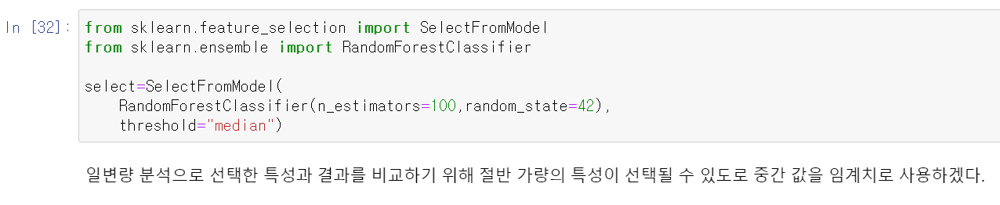 In [32]:
from sklearn.feature_selection import SelectFromModel
from sklearn.ensemble import RandomForestClassifier
select=SelectFromModel(
    RandomForestClassifier(n_estimators=100,random_state=42),
    threshold="median")
일변량 분석으로 선택한 특성과 결과를 비교하기 위해 절반 가량의 특성이 선택될 수 있도로 중간 값을 임계치로 사용하겠다.